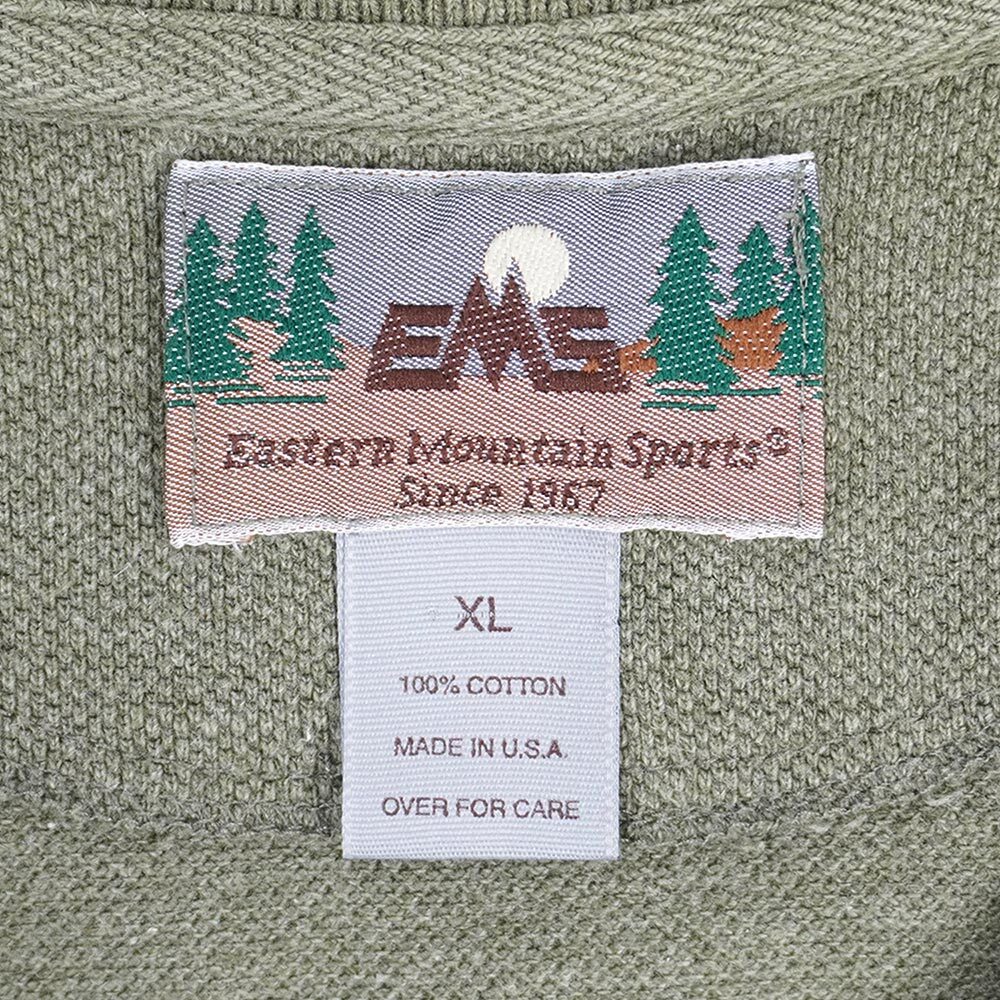 EMS
Eastern Mountain Sports®
Since 1967
XL
100% COTTON
MADE IN U.S.A.
OVER FOR CARE